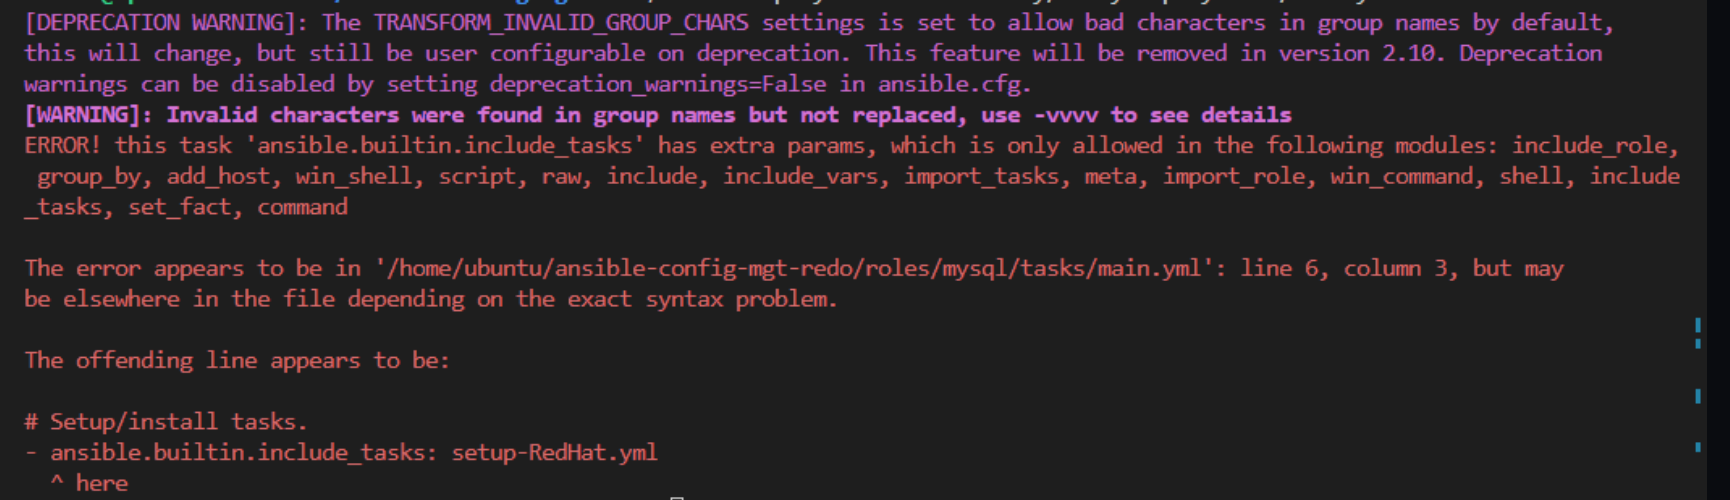 [DEPRECATION WARNING]: The TRANSFORM_INVALID_GROUP_CHARS settings is set to allow bad characters in group names by default,
this will change, but still be user configurable on deprecation. This feature will be removed in version 2.10. Deprecation
warnings can be disabled by setting deprecation_warnings=False in ansible.cfg.
[WARNING]: Invalid characters were found in group names but not replaced, use -vvvv to see details
ERROR! this task 'ansible.builtin.include_tasks' has extra params, which is only allowed in the following modules: include_role,
group_by, add_host, win_shell, script, raw, include, include_vars, import_tasks, meta, import_role, win_command, shell, include
_tasks, set_fact, command
The error appears to be in '/home/ubuntu/ansible-config-mgt-redo/roles/mysql/tasks/main.yml': line 6, column 3, but may
be elsewhere in the file depending on the exact syntax problem.
The offending line appears to be:
# Setup/install tasks.
- ansible.builtin.include_tasks: setup-RedHat.yml
^ here